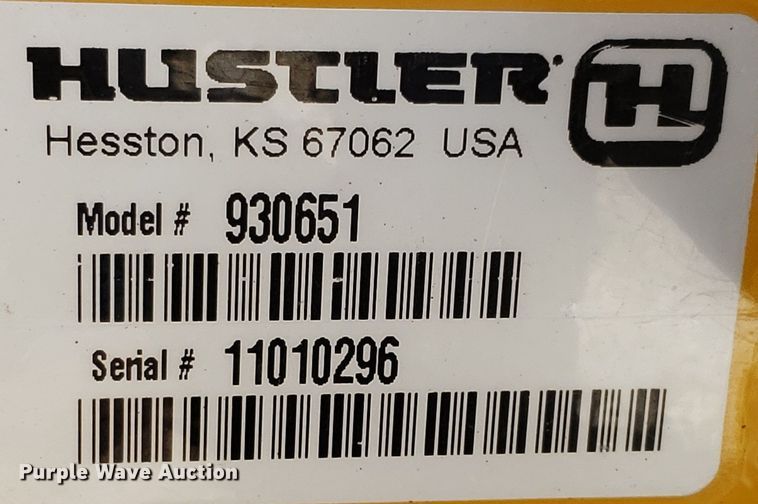 HUSTLER
H
Hesston, KS 67062 USA
Model # 930651
Serial # 11010296
Purple Wave Auction